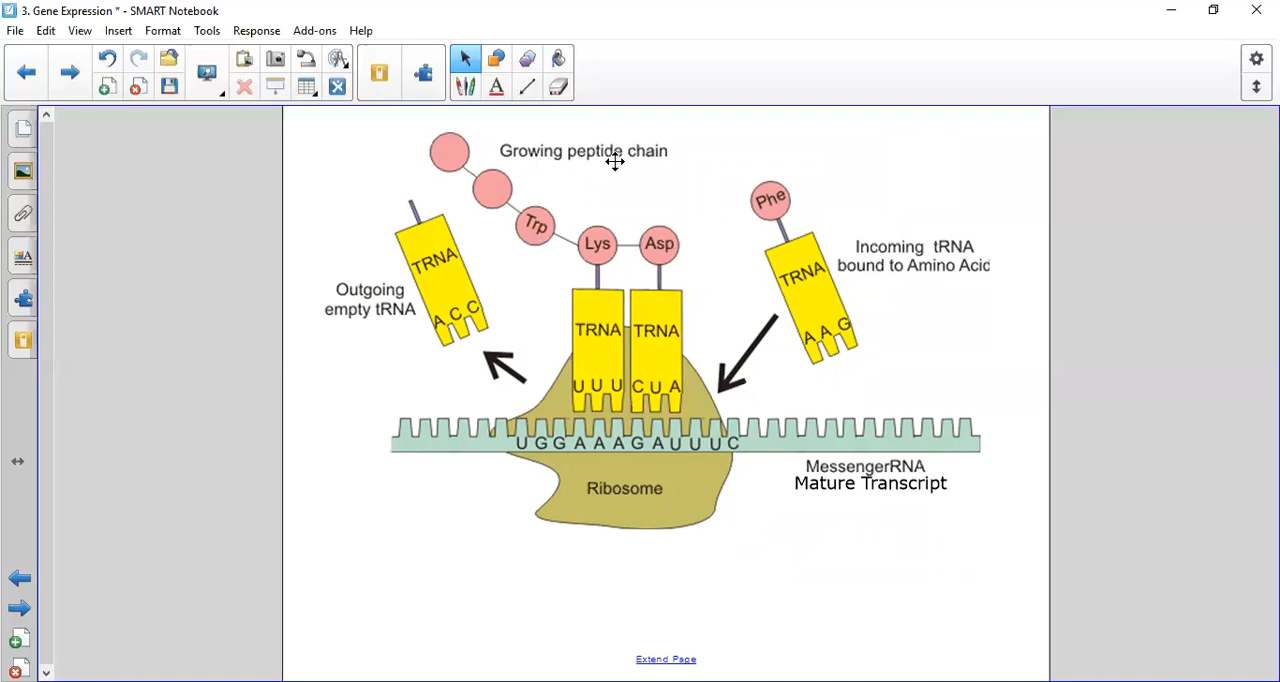 3. Gene Expression * - SMART Notebook
File Edit View Insert Format Tools Response Add-ons Help
Growing peptide chain
Trp
Lys
Asp
Phe
TRNA
A C C
Outgoing
empty tRNA
TRNA
U U U
TRNA
C U A
TRNA
A A G
Incoming tRNA
bound to Amino Acid
U G G A A A G A U U U C
Ribosome
MessengerRNA
Mature Transcript
Extend Page